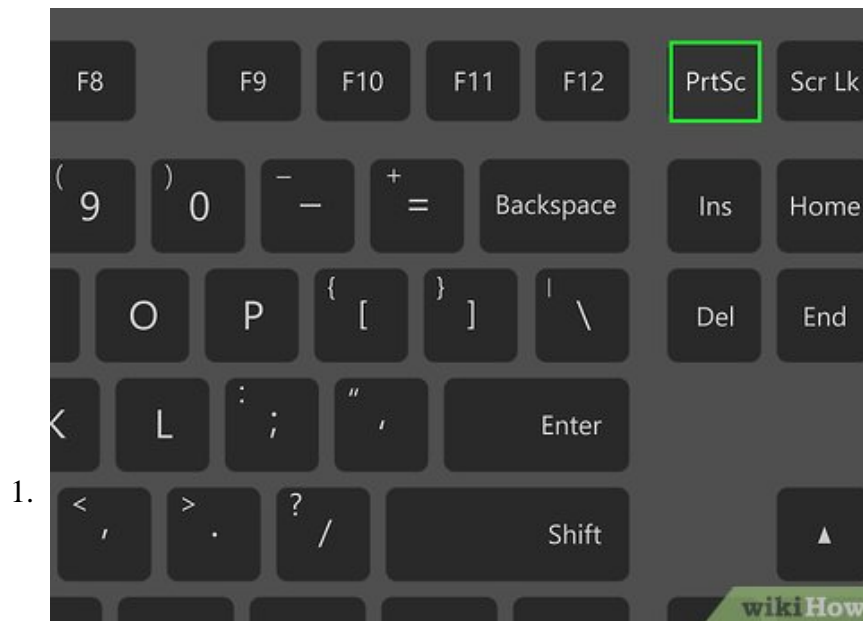 F8 F9 F10 F11 F12 PrtSc Scr Lk
( 9 ) 0 _ - + = Backspace Ins Home
O P { [ } ] | \ Del End
K L : ; " ' Enter
1.
< , > . ? / Shift ▲
wikiHow